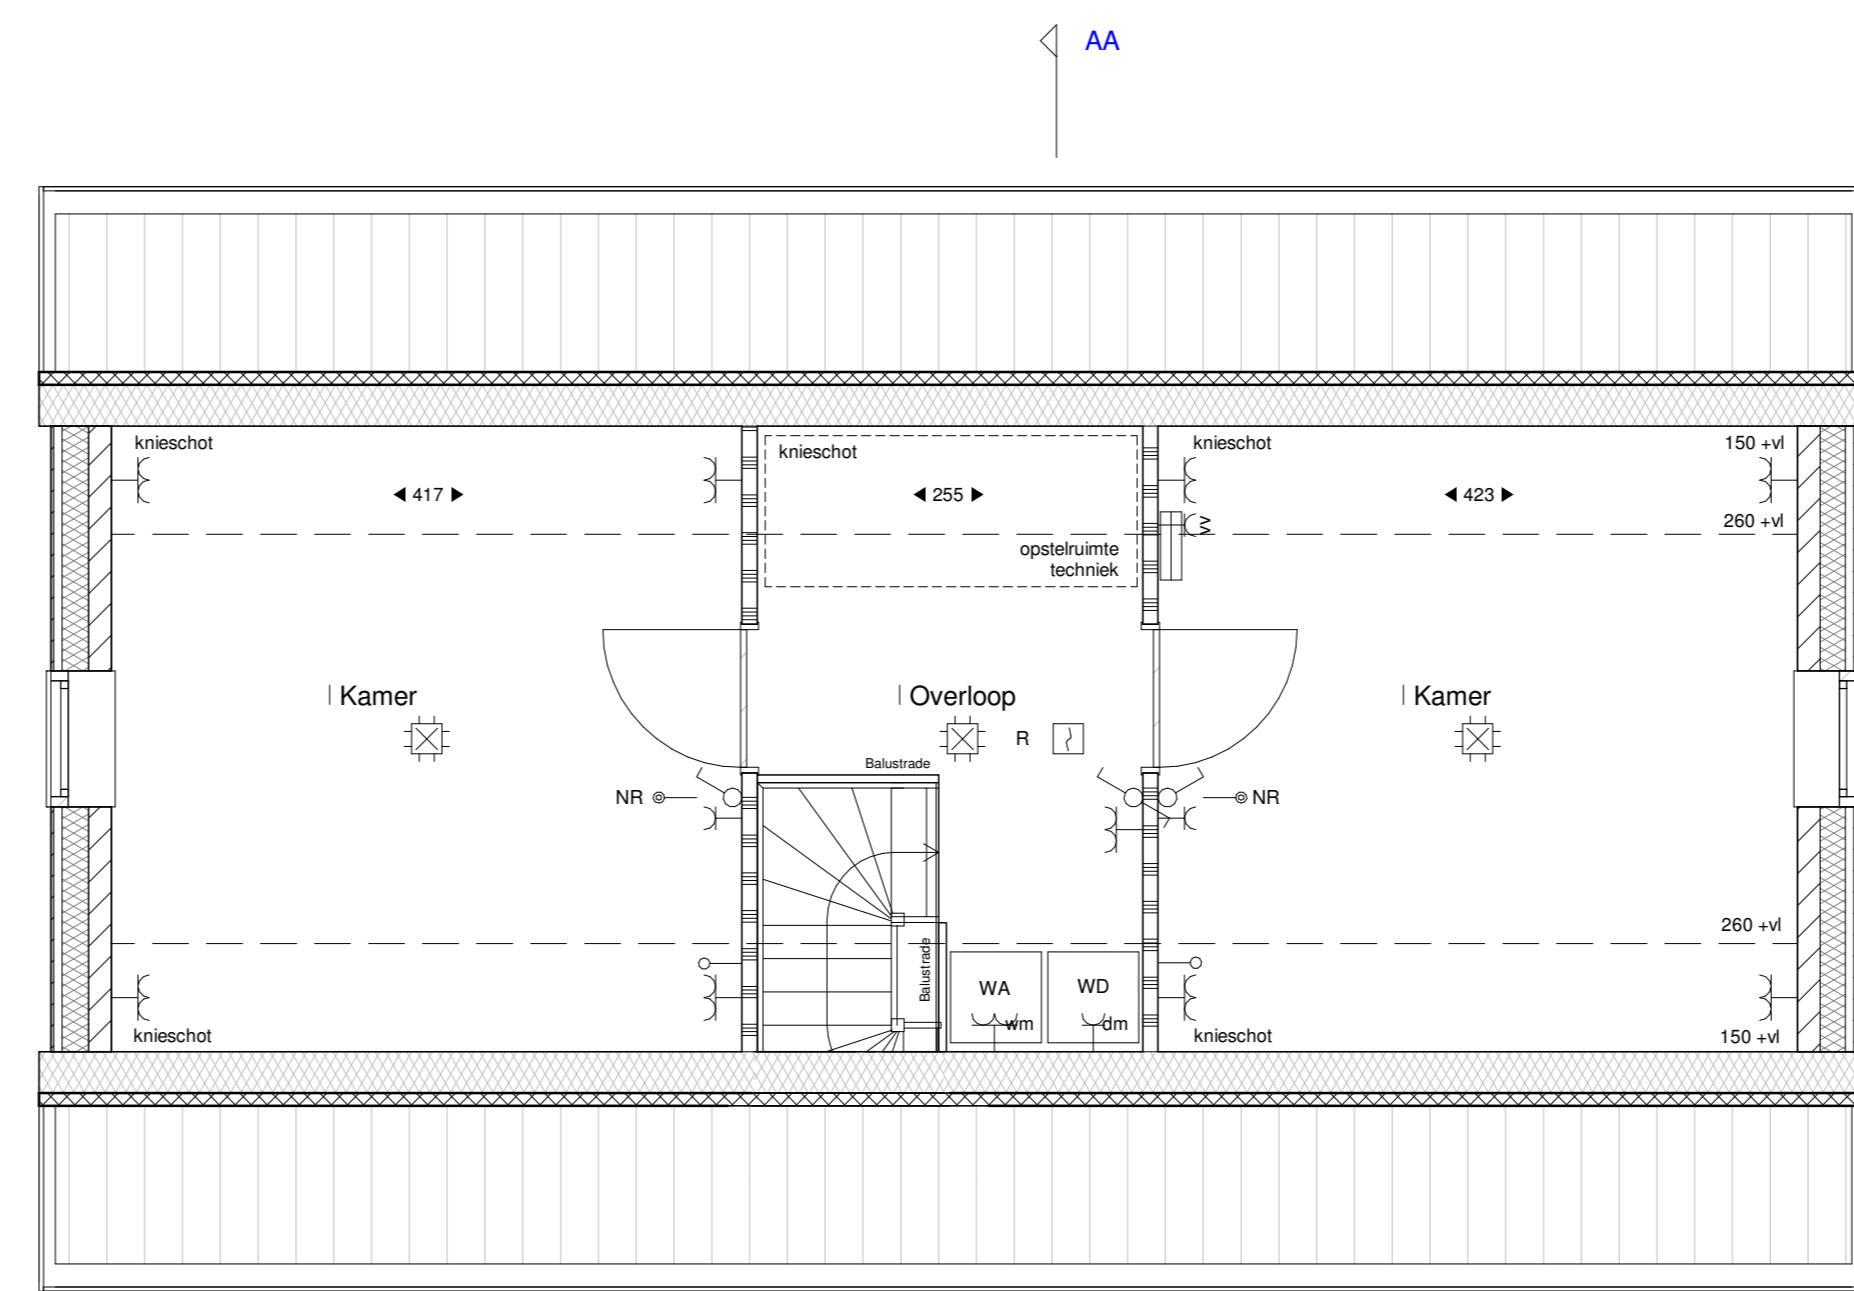 AA
knieschot
knieschot
knieschot
150 +vl
417
255
423
260 +vl
W
opstelruimte
techniek
Kamer
Overloop
Kamer
R
Balustrade
NR
NR
260 +vl
Balustrade
WA
WD
wm
dm
knieschot
knieschot
150 +vl